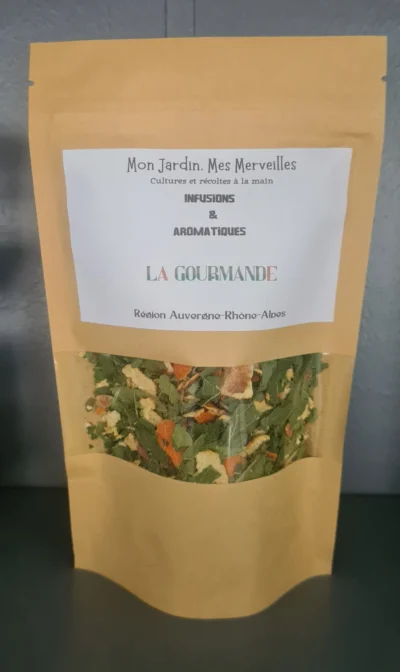 Mon Jardin. Mes Merveilles
Cultures et récoltes à la main
INFUSIONS
&
AROMATIQUES
LA GOURMANDE
Région Auvergne-Rhône-Alpes